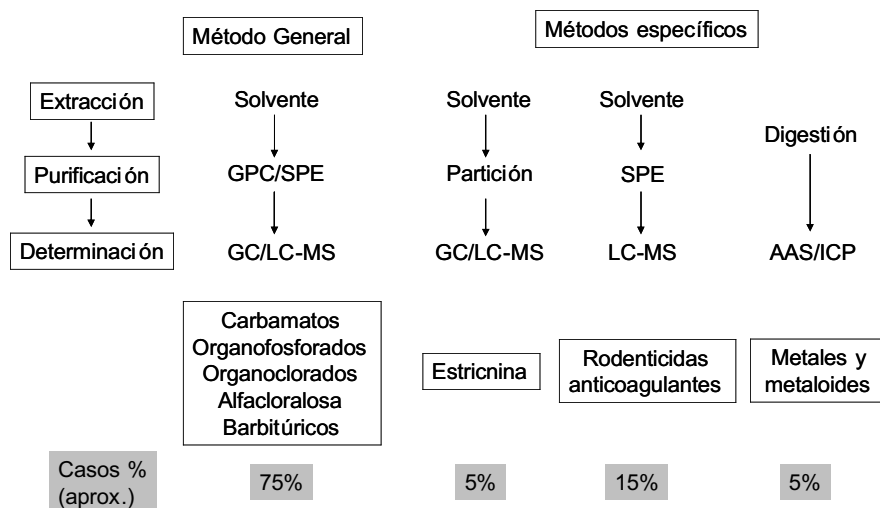 Método General
Métodos específicos
Extracción
Solvente
Solvente
Solvente
Digestión
Purificación
GPC/SPE
Partición
SPE
Determinación
GC/LC-MS
GC/LC-MS
LC-MS
AAS/ICP
Carbamatos
Organofosforados
Organoclorados
Alfacloralosa
Barbitúricos
Estricnina
Rodenticidas
anticoagulantes
Metales y
metaloides
Casos %
(aprox.)
75%
5%
15%
5%